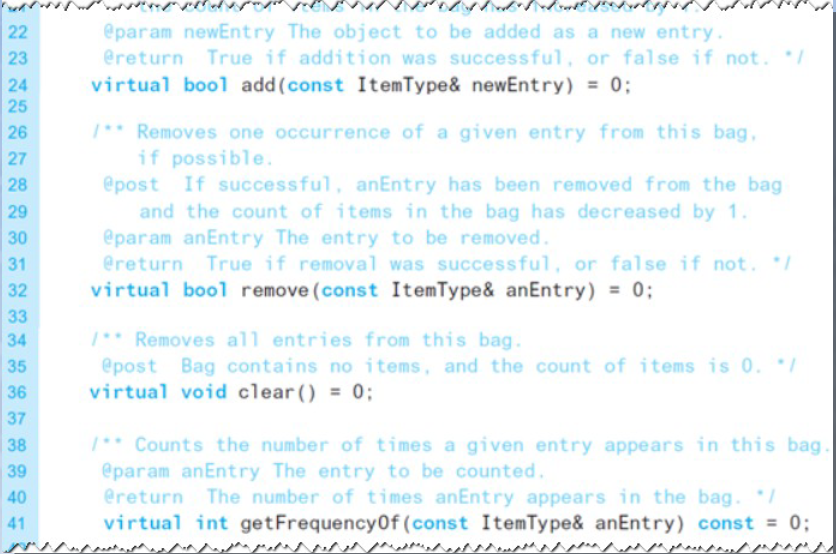 22 @param newEntry The object to be added as a new entry.
23 @return True if addition was successful, or false if not. */
24 virtual bool add(const ItemType& newEntry) = 0;
25
26 /** Removes one occurrence of a given entry from this bag,
27 if possible.
28 @post If successful, anEntry has been removed from the bag
29 and the count of items in the bag has decreased by 1.
30 @param anEntry The entry to be removed.
31 @return True if removal was successful, or false if not. */
32 virtual bool remove(const ItemType& anEntry) = 0;
33
34 /** Removes all entries from this bag.
35 @post Bag contains no items, and the count of items is 0. */
36 virtual void clear() = 0;
37
38 /** Counts the number of times a given entry appears in this bag.
39 @param anEntry The entry to be counted.
40 @return The number of times anEntry appears in the bag. */
41 virtual int getFrequencyOf(const ItemType& anEntry) const = 0;